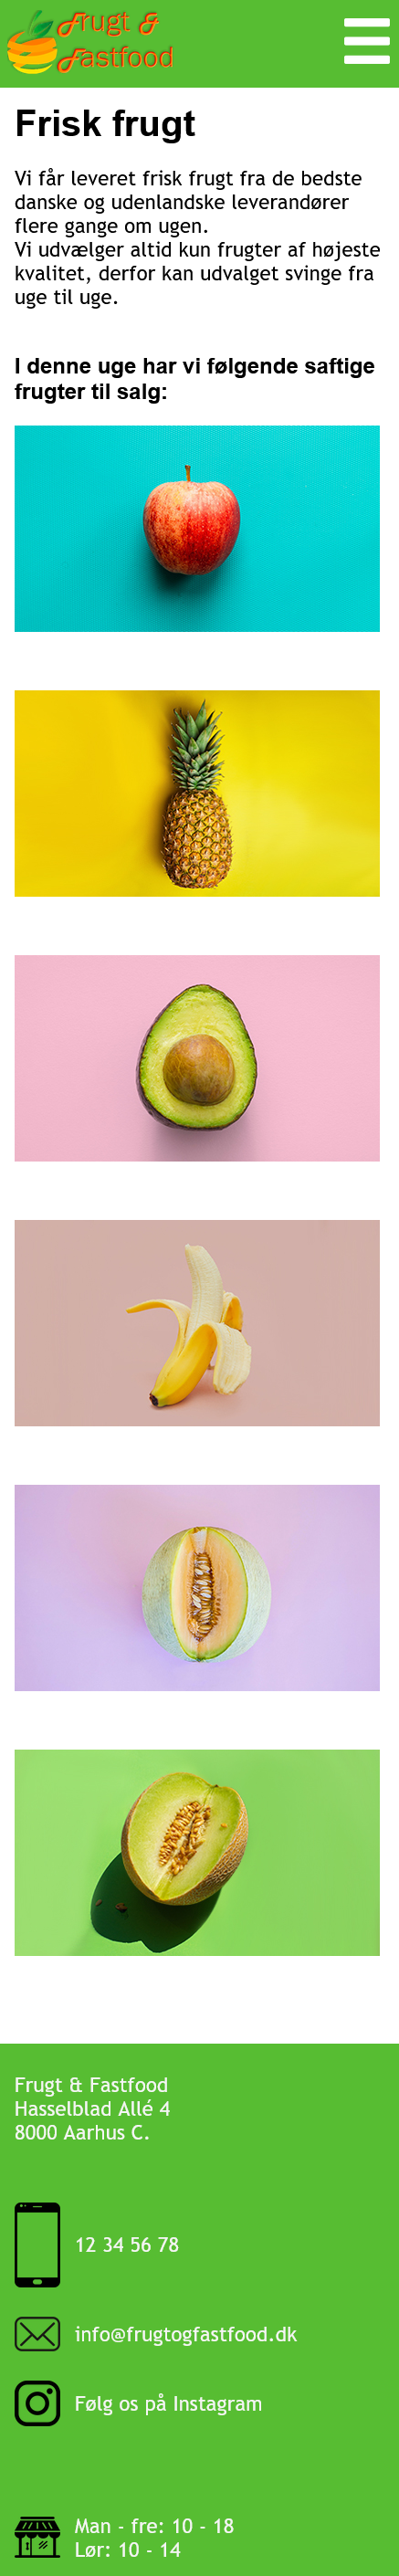 Frugt &
Fastfood
Frisk frugt
Vi får leveret frisk frugt fra de bedste
danske og udenlandske leverandører
flere gange om ugen.
Vi udvælger altid kun frugter af højeste
kvalitet, derfor kan udvalget svinge fra
uge til uge.
I denne uge har vi følgende saftige
frugter til salg:
Frugt & Fastfood
Hasselblad Allé 4
8000 Aarhus C.
12 34 56 78
info@frugtogfastfood.dk
Følg os på Instagram
Man - fre: 10 - 18
Lør: 10 - 14